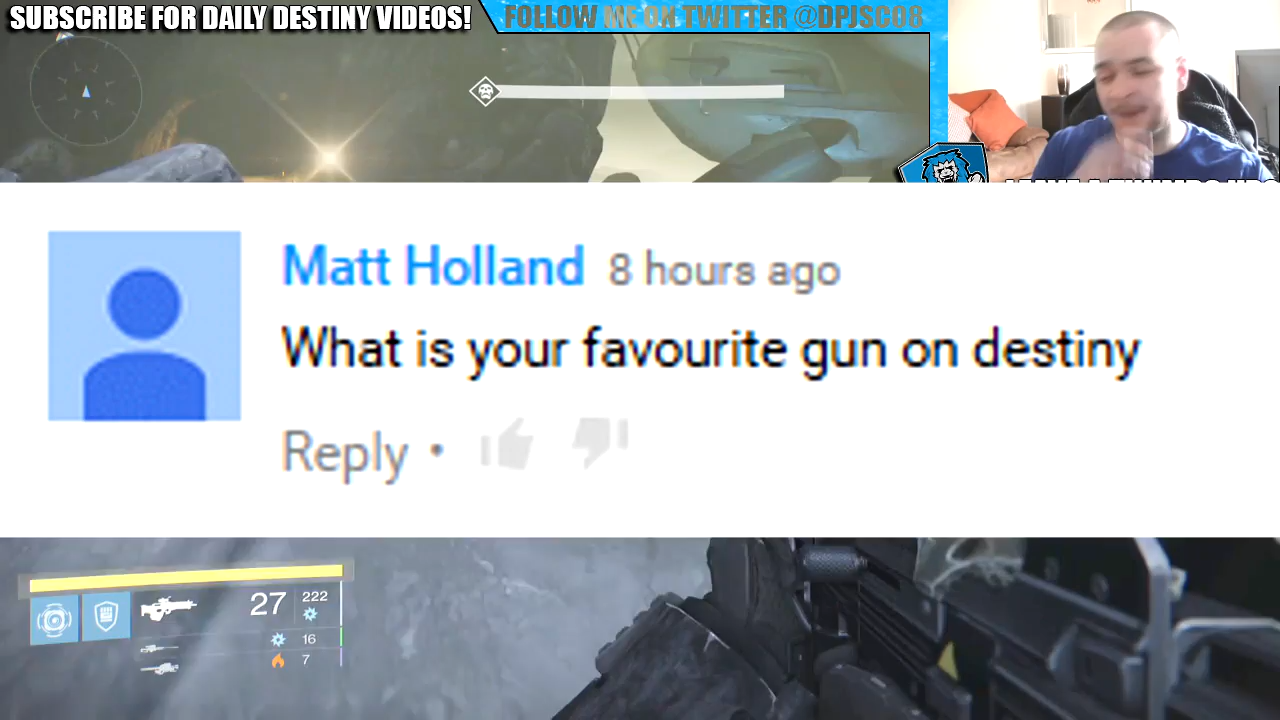 SUBSCRIBE FOR DAILY DESTINY VIDEOS!
FOLLOW ME ON TWITTER @DPJSC08
Matt Holland 8 hours ago
What is your favourite gun on destiny
Reply •
27 222
16
7